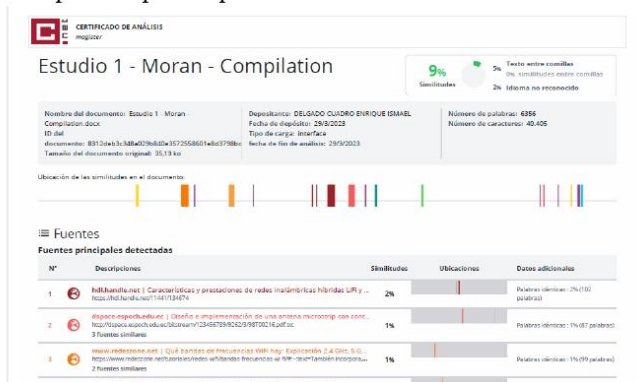 CERTIFICADO DE ANÁLISIS
magister
Estudio 1 - Moran - Compilation
9%
Similitudes
5% Texto entre comillas
0% similitudes entre comillas
2% Idioma no reconocido
Nombre del documento: Estudio 1 - Moran -
Compilation.docx
ID del
documento:
Tamaño del documento original: 35,13 ko
Depositante: DELGADO CUADRO ENRIQUE ISMAEL
Fecha de depósito: 29/3/2023
Tipo de carga: interface
fecha de fin de análisis: 29/3/2023
Número de palabras: 6356
Número de caracteres: 40.405
Ubicación de las similitudes en el documento:
Fuentes
Fuentes principales detectadas
N° Descripciones Similitudes Ubicaciones Datos adicionales
1 hdl.handle.net | Características y prestaciones de redes inalámbricas híbridas LiFi y ...
https://hdl.handle.net/11441/134674
2%
Palabras idénticas: 2% (102
palabras)
2 dspace.espoch.edu.ec | Diseño e implementación de una antena microstrip con cont...
3 fuentes similares
1%
Palabras idénticas: 1% (87 palabras)
3 www.redeszone.net | Qué bandas de frecuencias WiFi hay: Explicación 2.4 GHz, 5 G...
2 fuentes similares
1%
Palabras idénticas: 1% (99 palabras)